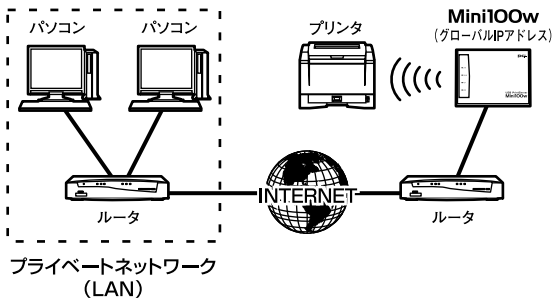 パソコン
パソコン
プリンタ
Mini100w
(グローバルIPアドレス)
Mini100w
INTERNET
ルータ
ルータ
プライベートネットワーク
(LAN)